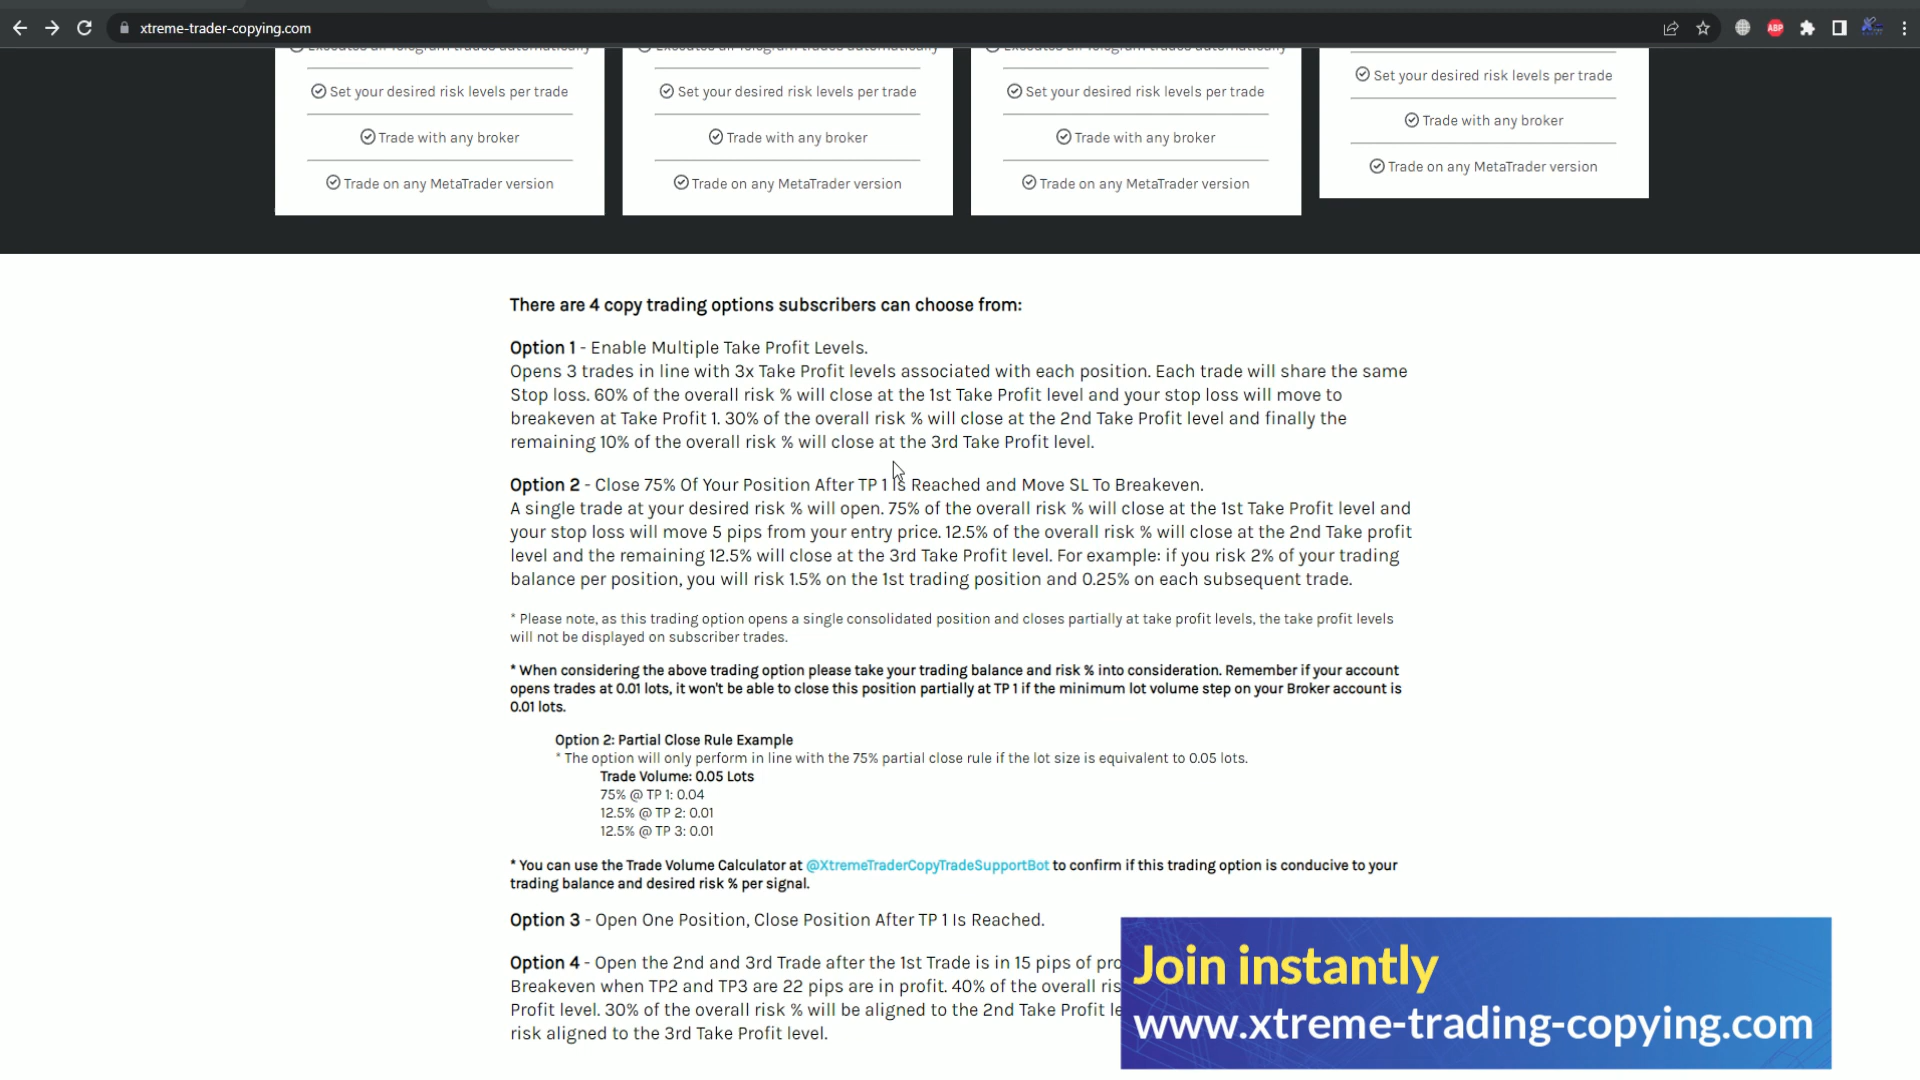 xtreme-trader-copying.com
ABP
Executes all Telegram trades automatically
Executes all Telegram trades automatically
Executes all Telegram trades automatically
Set your desired risk levels per trade
Set your desired risk levels per trade
Set your desired risk levels per trade
Set your desired risk levels per trade
Trade with any broker
Trade with any broker
Trade with any broker
Trade with any broker
Trade on any MetaTrader version
Trade on any MetaTrader version
Trade on any MetaTrader version
Trade on any MetaTrader version
There are 4 copy trading options subscribers can choose from:
Option 1 - Enable Multiple Take Profit Levels.
Opens 3 trades in line with 3x Take Profit levels associated with each position. Each trade will share the same
Stop loss. 60% of the overall risk % will close at the 1st Take Profit level and your stop loss will move to
breakeven at Take Profit 1. 30% of the overall risk % will close at the 2nd Take Profit level and finally the
remaining 10% of the overall risk % will close at the 3rd Take Profit level.
Option 2 - Close 75% Of Your Position After TP 1 Is Reached and Move SL To Breakeven.
A single trade at your desired risk % will open. 75% of the overall risk % will close at the 1st Take Profit level and
your stop loss will move 5 pips from your entry price. 12.5% of the overall risk % will close at the 2nd Take profit
level and the remaining 12.5% will close at the 3rd Take Profit level. For example: if you risk 2% of your trading
balance per position, you will risk 1.5% on the 1st trading position and 0.25% on each subsequent trade.
* Please note, as this trading option opens a single consolidated position and closes partially at take profit levels, the take profit levels
will not be displayed on subscriber trades.
* When considering the above trading option please take your trading balance and risk % into consideration. Remember if your account
opens trades at 0.01 lots, it won't be able to close this position partially at TP 1 if the minimum lot volume step on your Broker account is
0.01 lots.
Option 2: Partial Close Rule Example
* The option will only perform in line with the 75% partial close rule if the lot size is equivalent to 0.05 lots.
Trade Volume: 0.05 Lots
75% @ TP 1: 0.04
12.5% @ TP 2: 0.01
12.5% @ TP 3: 0.01
* You can use the Trade Volume Calculator at @XtremeTraderCopyTradeSupportBot to confirm if this trading option is conducive to your
trading balance and desired risk % per signal.
Option 3 - Open One Position, Close Position After TP 1 Is Reached.
Option 4 - Open the 2nd and 3rd Trade after the 1st Trade is in 15 pips of pro
Breakeven when TP2 and TP3 are 22 pips are in profit. 40% of the overall ris
Profit level. 30% of the overall risk % will be aligned to the 2nd Take Profit le
risk aligned to the 3rd Take Profit level.
Join instantly
www.xtreme-trading-copying.com